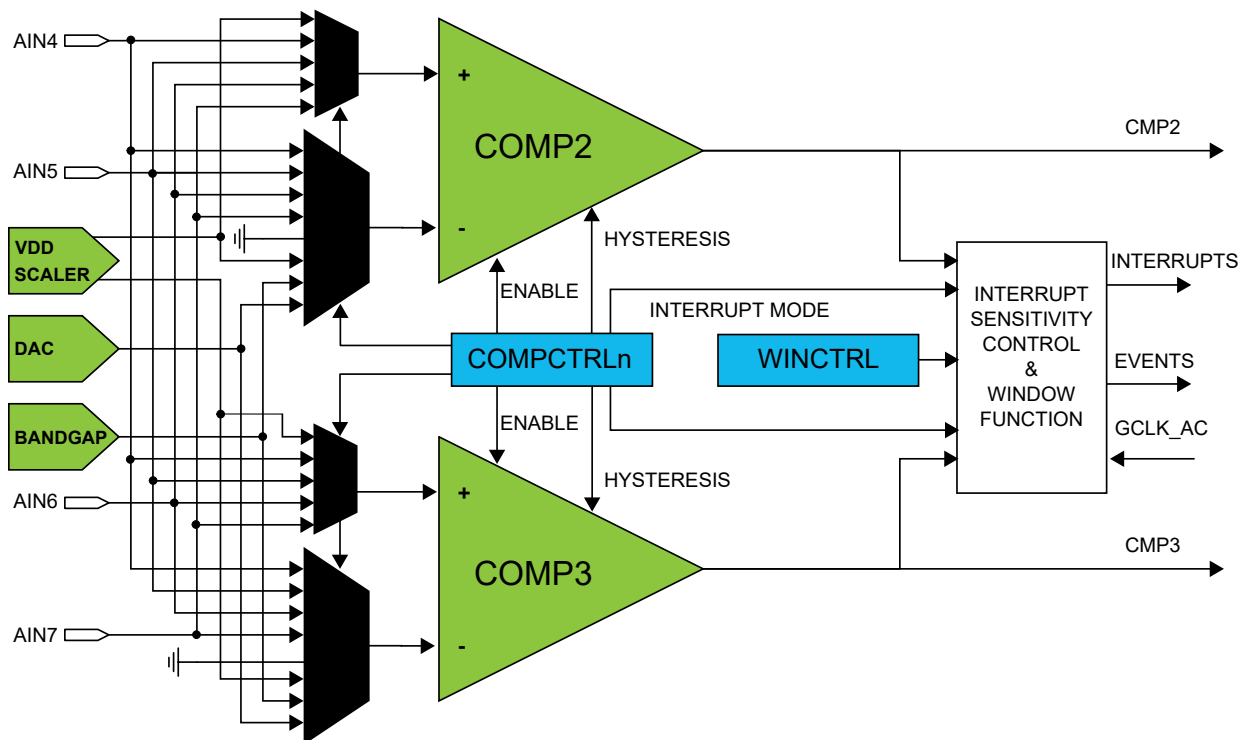 AIN4
+
COMP2
CMP2
AIN5
-
HYSTERESIS
VDD
SCALER
ENABLE
INTERRUPTS
INTERRUPT MODE
INTERRUPT
SENSITIVITY
CONTROL
&
WINDOW
FUNCTION
DAC
COMPCTRLn
WINCTRL
EVENTS
BANDGAP
ENABLE
GCLK_AC
HYSTERESIS
AIN6
+
COMP3
CMP3
AIN7
-